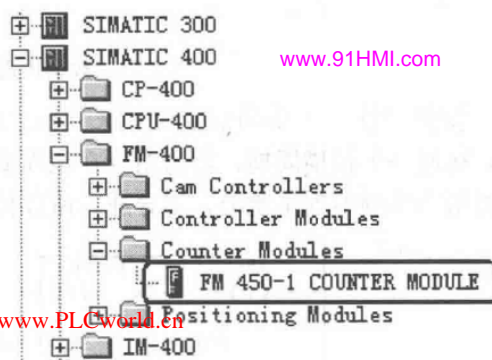 SIMATIC 300
SIMATIC 400
www.91HMI.com
CP-400
CPU-400
FM-400
Cam Controllers
Controller Modules
Counter Modules
FM 450-1 COUNTER MODULE
www.PLCworld.cn
Positioning Modules
IM-400